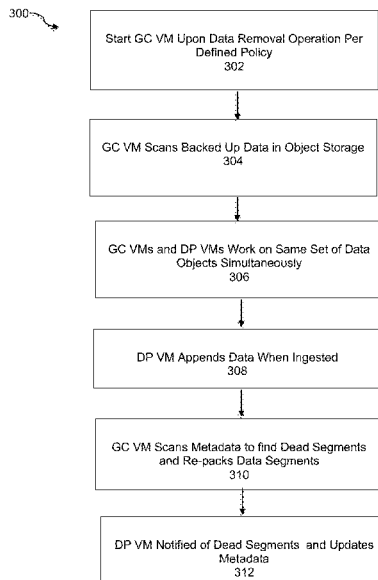 300
Start GC VM Upon Data Removal Operation Per
Defined Policy
302
GC VM Scans Backed Up Data in Object Storage
304
GC VMs and DP VMs Work on Same Set of Data
Objects Simultaneously
306
DP VM Appends Data When Ingested
308
GC VM Scans Metadata to find Dead Segments
and Re-packs Data Segments
310
DP VM Notified of Dead Segments and Updates
Metadata
312